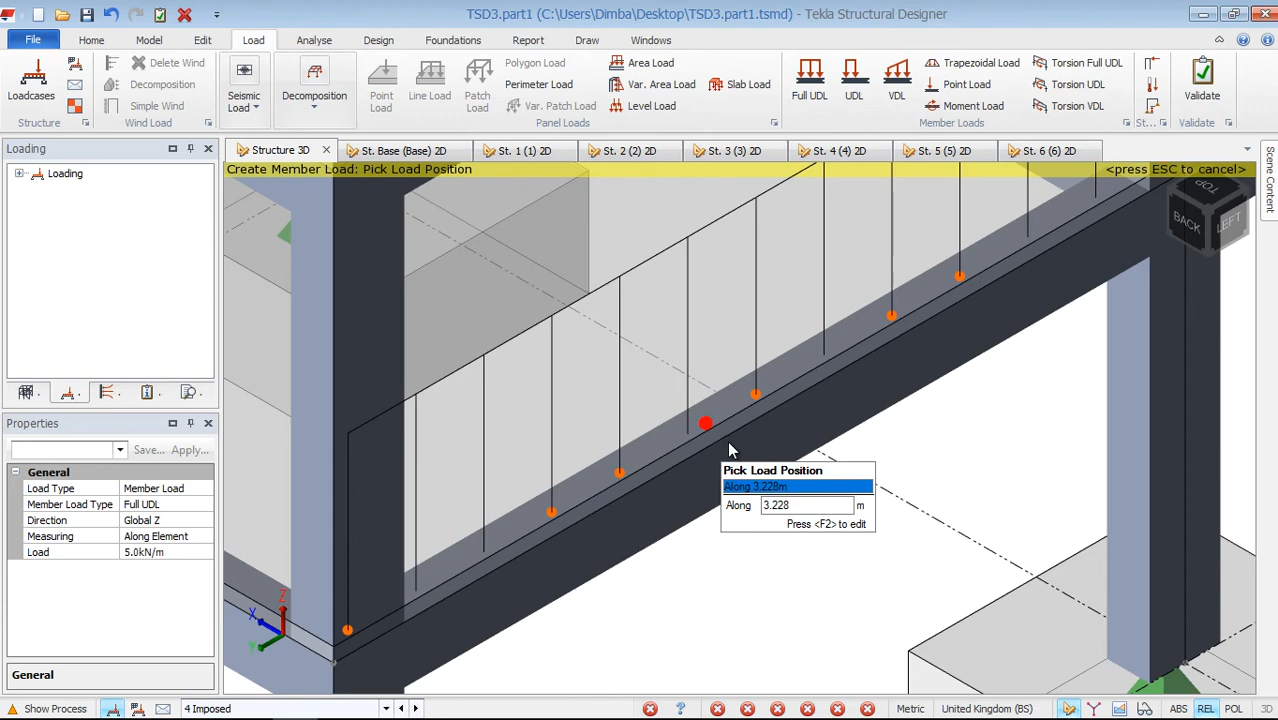 TSD3.part1 (C:\Users\Dimba\Desktop\TSD3.part1.tsmd) - Tekla Structural Designer
File Home Model Edit Load Analyse Design Foundations Report Draw Windows
Loadcases
Structure
Delete Wind
Decomposition
Simple Wind
Wind Load
Seismic Load
Decomposition
Point Load
Line Load
Patch Load
Polygon Load
Perimeter Load
Var. Patch Load
Area Load
Var. Area Load
Level Load
Slab Load
Panel Loads
Full UDL
UDL
VDL
Trapezoidal Load
Point Load
Moment Load
Torsion Full UDL
Torsion UDL
Torsion VDL
Member Loads
St...
Validate
Validate
Loading
Structure 3D
St. Base (Base) 2D
St. 1 (1) 2D
St. 2 (2) 2D
St. 3 (3) 2D
St. 4 (4) 2D
St. 5 (5) 2D
St. 6 (6) 2D
Scene Content
Create Member Load: Pick Load Position
<press ESC to cancel>
Loading
TOP
BACK
LEFT
Properties
Save... Apply...
General
Load Type Member Load
Member Load Type Full UDL
Direction Global Z
Measuring Along Element
Load 5.0kN/m
General
Z
X
Y
Pick Load Position
Along 3.228m
Along 3.228 m
Press <F2> to edit
Show Process
4 Imposed
Metric
United Kingdom (BS)
ABS REL POL 3D